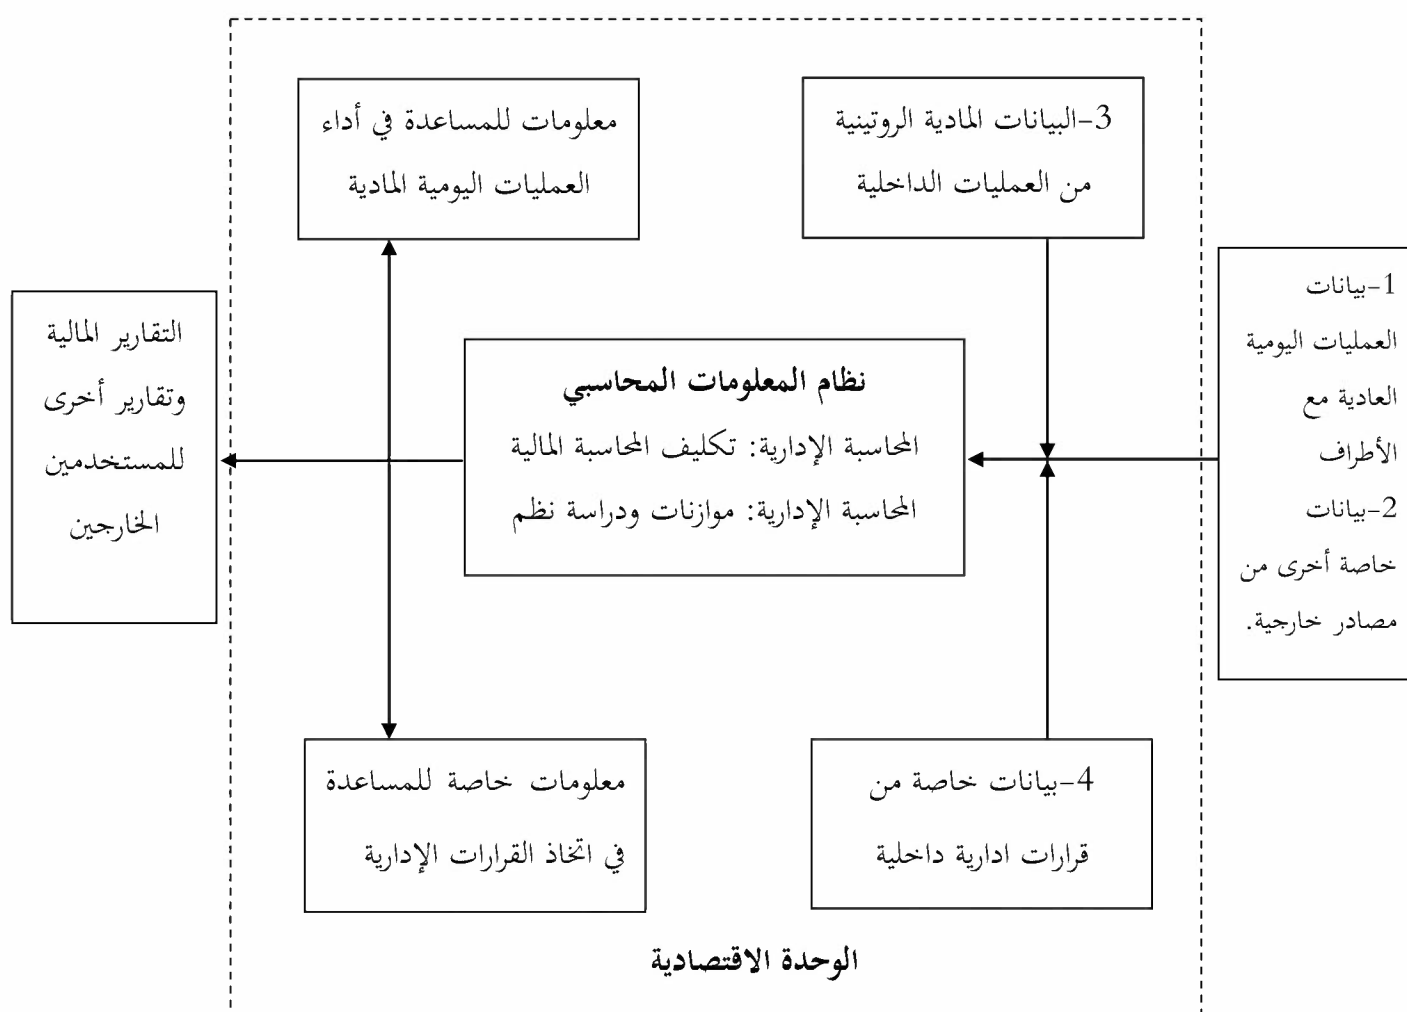 3-البيانات المادية الروتينية
من العمليات الداخلية
معلومات للمساعدة في أداء
العمليات اليومية المادية
1-بيانات
العمليات اليومية
العادية مع
الأطراف
2-بيانات
خاصة أخرى من
مصادر خارجية.
نظام المعلومات المحاسبي
المحاسبة الإدارية: تكليف المحاسبة المالية
المحاسبة الإدارية: موازنات ودراسة نظم
التقارير المالية
وتقارير أخرى
للمستخدمين
الخارجين
4-بيانات خاصة من
قرارات ادارية داخلية
معلومات خاصة للمساعدة
في اتخاذ القرارات الإدارية
الوحدة الاقتصادية